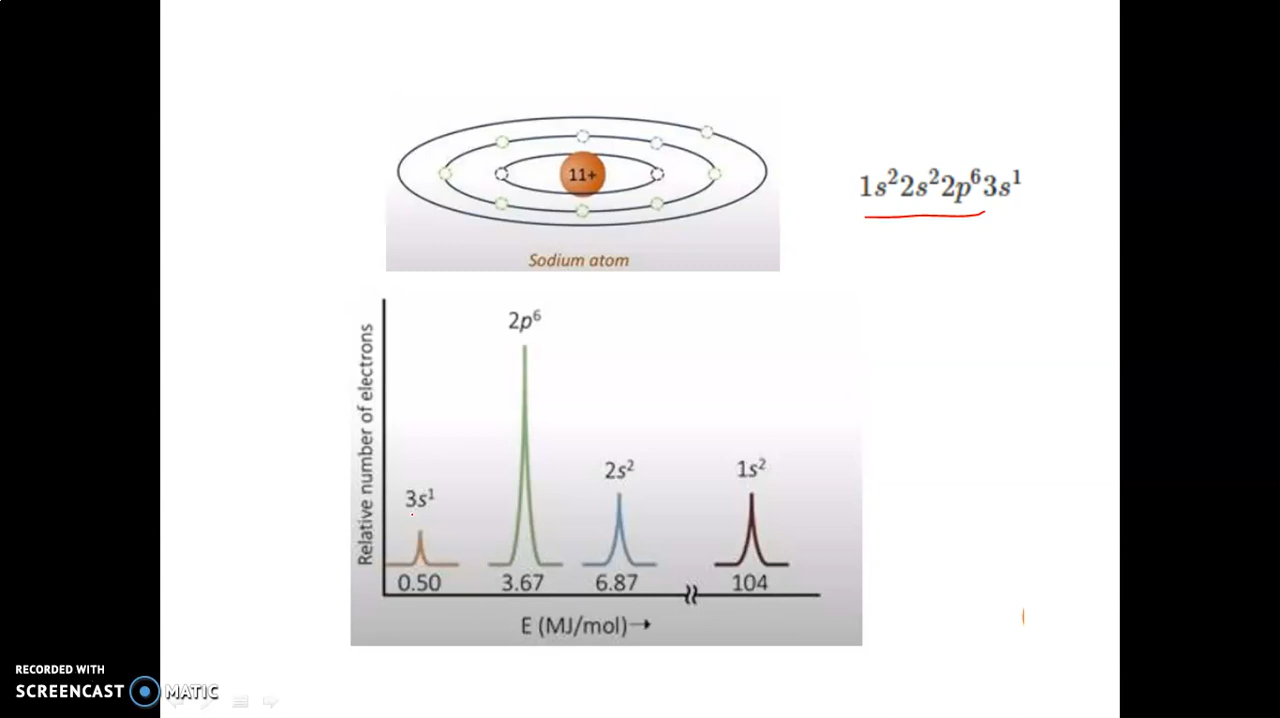 11+
1s²2s²2p⁶3s¹
Sodium atom
Relative number of electrons
2p⁶
2s²
1s²
3s¹
0.50 3.67 6.87 104
E (MJ/mol)→
RECORDED WITH
SCREENCAST MATIC